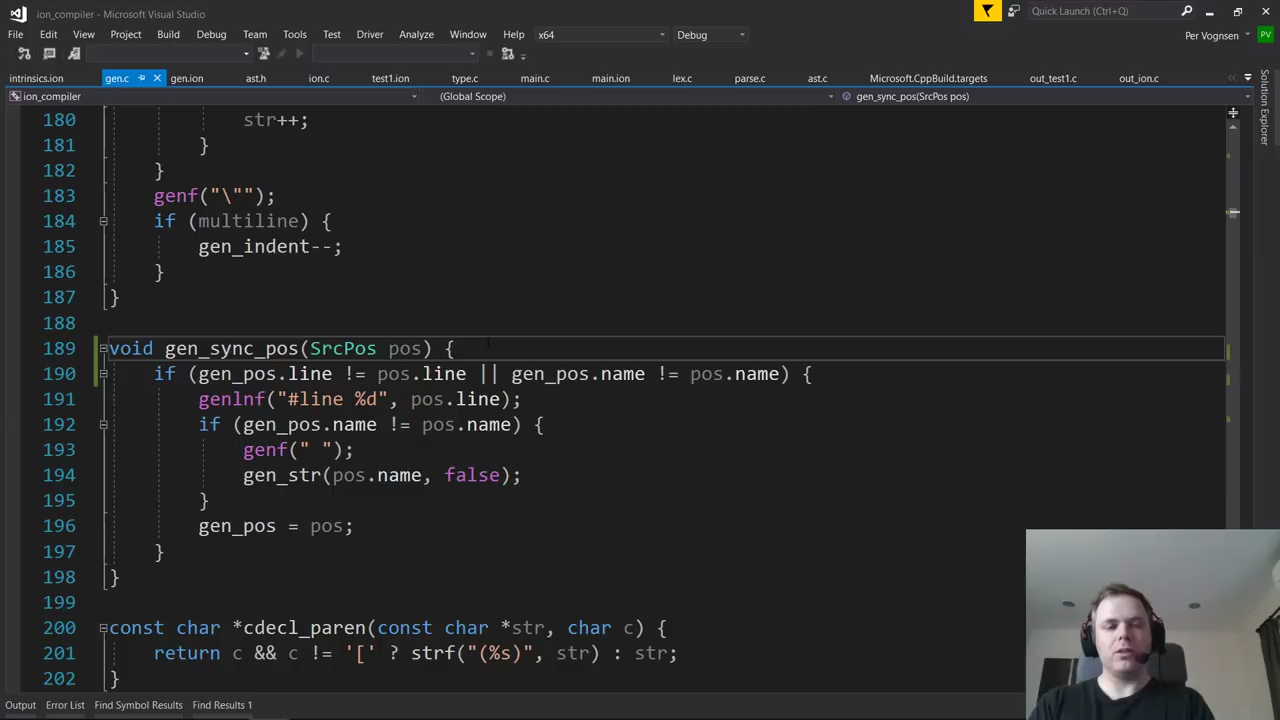 ion_compiler - Microsoft Visual Studio
Quick Launch (Ctrl+Q)
File Edit View Project Build Debug Team Tools Test Driver Analyze Window Help x64 Debug Per Vognsen PV
intrinsics.ion gen.c gen.ion ast.h ion.c test1.ion type.c main.c main.ion lex.c parse.c ast.c Microsoft.CppBuild.targets out_test1.c out_ion.c
ion_compiler (Global Scope) gen_sync_pos(SrcPos pos)
Solution Explorer
180 str++;
181 }
182 }
183 genf("\"");
184 if (multiline) {
185 gen_indent--;
186 }
187 }
188
189 void gen_sync_pos(SrcPos pos) {
190 if (gen_pos.line != pos.line || gen_pos.name != pos.name) {
191 genlnf("#line %d", pos.line);
192 if (gen_pos.name != pos.name) {
193 genf(" ");
194 gen_str(pos.name, false);
195 }
196 gen_pos = pos;
197 }
198 }
199
200 const char *cdecl_paren(const char *str, char c) {
201 return c && c != '[' ? strf("(%s)", str) : str;
202 }
Output Error List Find Symbol Results Find Results 1